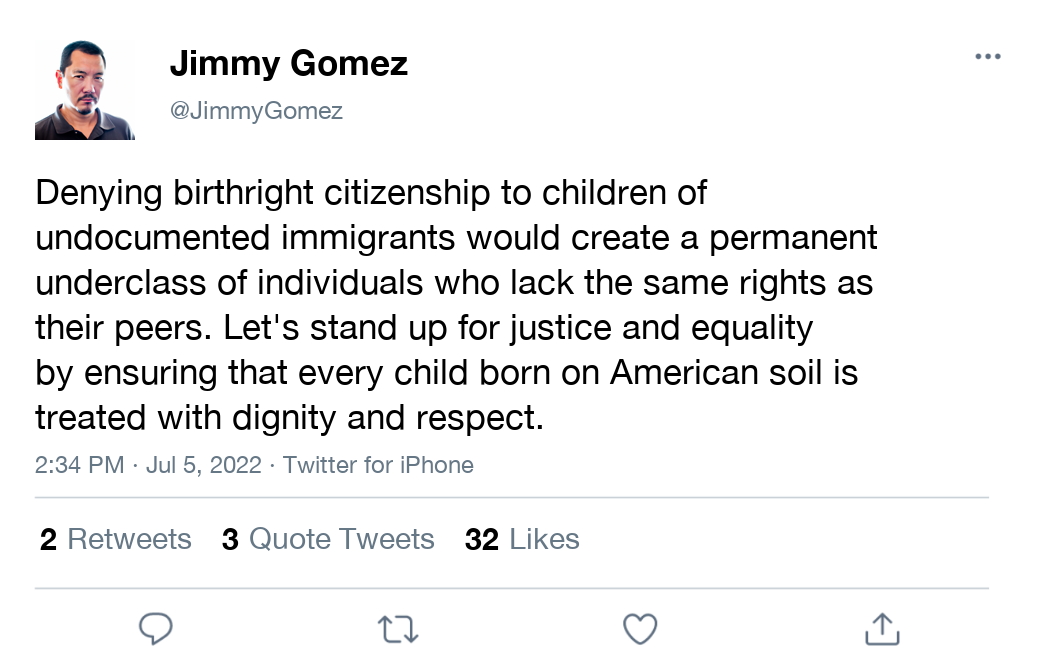 Jimmy Gomez
@JimmyGomez
Denying birthright citizenship to children of
undocumented immigrants would create a permanent
underclass of individuals who lack the same rights as
their peers. Let's stand up for justice and equality
by ensuring that every child born on American soil is
treated with dignity and respect.
2:34 PM · Jul 5, 2022 · Twitter for iPhone
2 Retweets 3 Quote Tweets 32 Likes